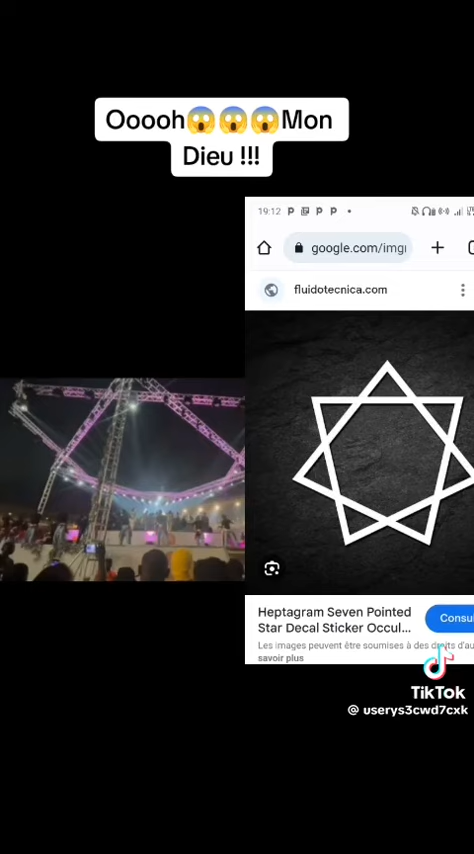 Ooooh😱😱😱Mon
Dieu !!!
19:12
google.com/imgr
fluidotecnica.com
Heptagram Seven Pointed
Star Decal Sticker Occul...
Consul
Les images peuvent être soumises à des droits d'au
savoir plus
TikTok
@ userys3cwd7cxk